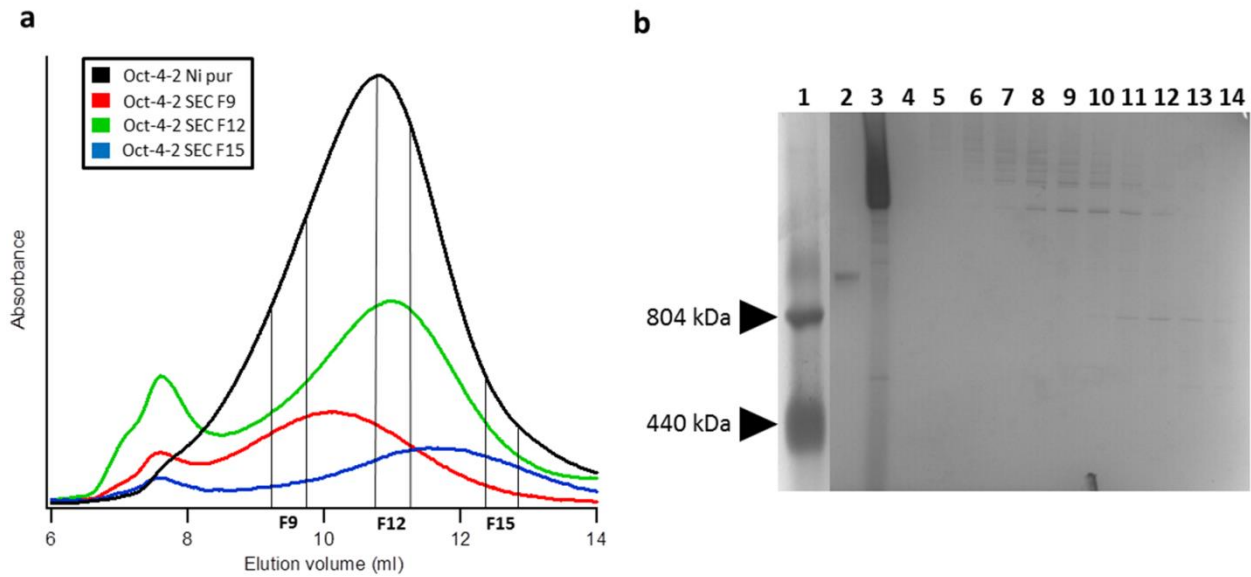 a
Oct-4-2 Ni pur
Oct-4-2 SEC F9
Oct-4-2 SEC F12
Oct-4-2 SEC F15
Absorbance
F9
F12
F15
6
8
10
12
14
Elution volume (ml)
b
1 2 3 4 5 6 7 8 9 10 11 12 13 14
804 kDa
440 kDa